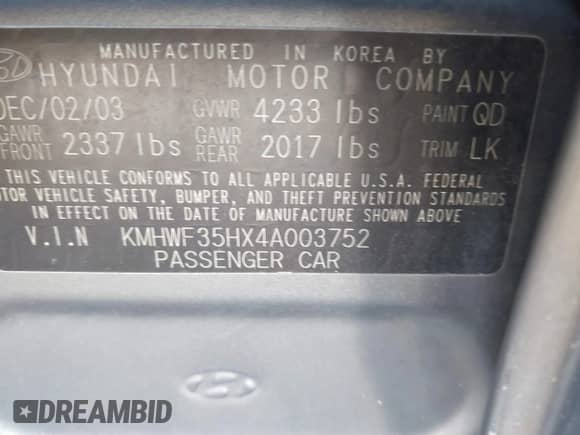 MANUFACTURED IN KOREA BY
HYUNDAI MOTOR COMPANY
DEC/02/03 GVWR 4233 lbs PAINT QD
GAWR FRONT 2337 lbs GAWR REAR 2017 lbs TRIM LK
THIS VEHICLE CONFORMS TO ALL APPLICABLE U.S.A. FEDERAL
MOTOR VEHICLE SAFETY, BUMPER, AND THEFT PREVENTION STANDARDS
IN EFFECT ON THE DATE OF MANUFACTURE SHOWN ABOVE
V.I.N KMHWF35HX4A003752
PASSENGER CAR
DREAMBID